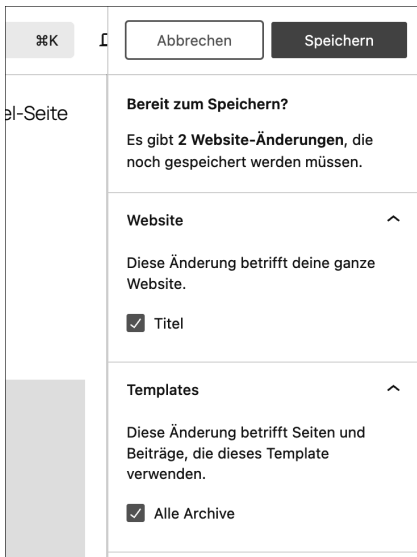 ⌘K
Abbrechen
Speichern
el-Seite
Bereit zum Speichern?
Es gibt 2 Website-Änderungen, die
noch gespeichert werden müssen.
Website
Diese Änderung betrifft deine ganze
Website.
Titel
Templates
Diese Änderung betrifft Seiten und
Beiträge, die dieses Template
verwenden.
Alle Archive